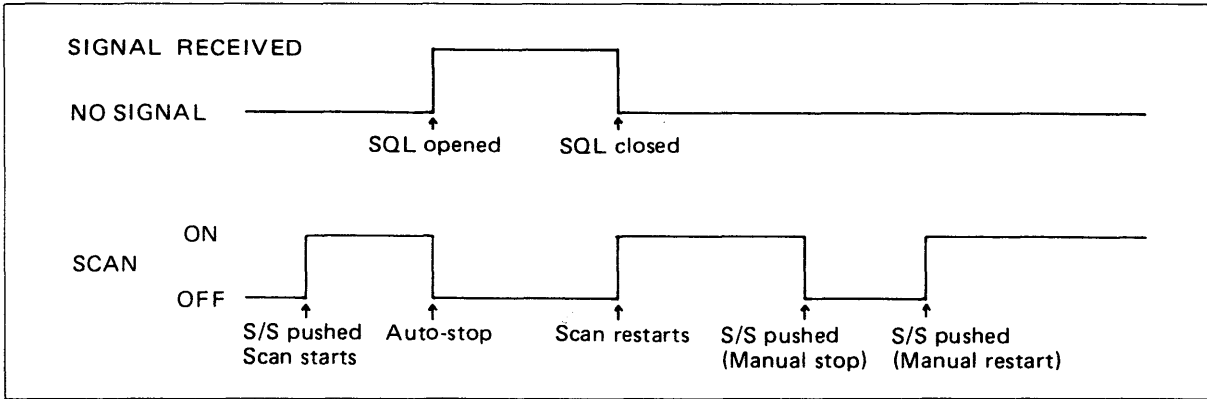 SIGNAL RECEIVED
NO SIGNAL
SQL opened SQL closed
ON
SCAN
OFF
S/S pushed Auto-stop Scan restarts S/S pushed S/S pushed
Scan starts (Manual stop) (Manual restart)